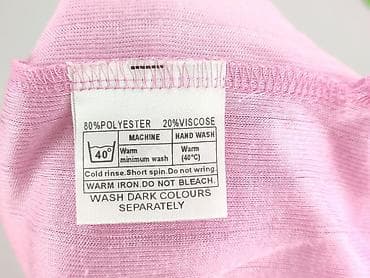 80%POLYESTER 20%VISCOSE
MACHINE HAND WASH
40° Warm minimum wash Warm (40°C)
Cold rinse.Short spin.Do not wring
WARM IRON.DO NOT BLEACH.
WASH DARK COLOURS
SEPARATELY